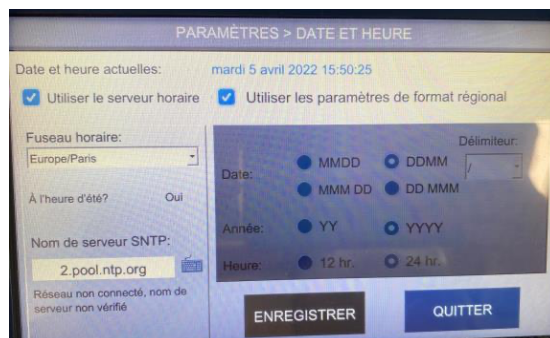 PARAMÈTRES > DATE ET HEURE
Date et heure actuelles: mardi 5 avril 2022 15:50:25
Utiliser le serveur horaire Utiliser les paramètres de format régional
Fuseau horaire:
Europe/Paris
À l'heure d'été? Oui
Nom de serveur SNTP:
2.pool.ntp.org
Réseau non connecté, nom de
serveur non vérifié
Délimiteur:
Date: MMDD DDMM /
MMM DD DD MMM
Année: YY YYYY
Heure: 12 hr. 24 hr.
ENREGISTRER QUITTER